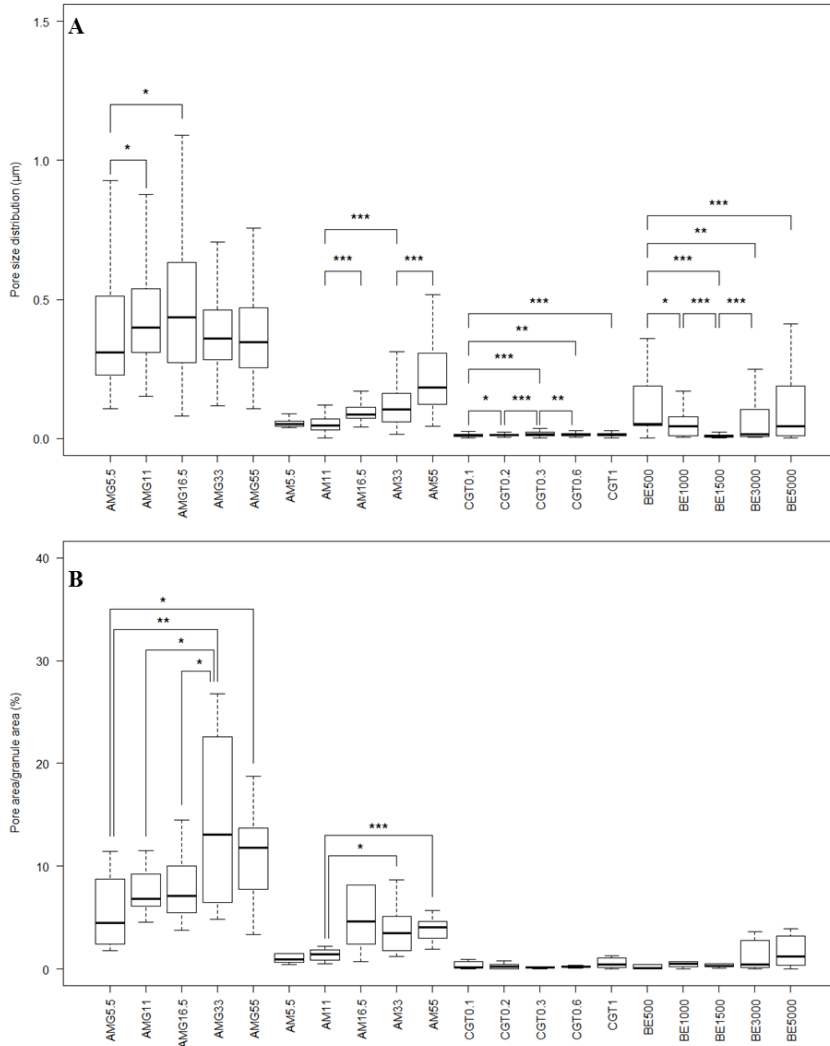 A
Pore size distribution (µm)
1.5
1.0
0.5
0.0
*
*
***
***
***
***
**
***
*
***
**
***
**
***
*
***
***
AMG5.5
AMG11
AMG16.5
AMG33
AMG55
AM5.5
AM11
AM16.5
AM33
AM55
CGT0.1
CGT0.2
CGT0.3
CGT0.6
CGT1
BE500
BE1000
BE1500
BE3000
BE5000
B
Pore area/granule area (%)
40
30
20
10
0
*
**
*
*
***
*
AMG5.5
AMG11
AMG16.5
AMG33
AMG55
AM5.5
AM11
AM16.5
AM33
AM55
CGT0.1
CGT0.2
CGT0.3
CGT0.6
CGT1
BE500
BE1000
BE1500
BE3000
BE5000